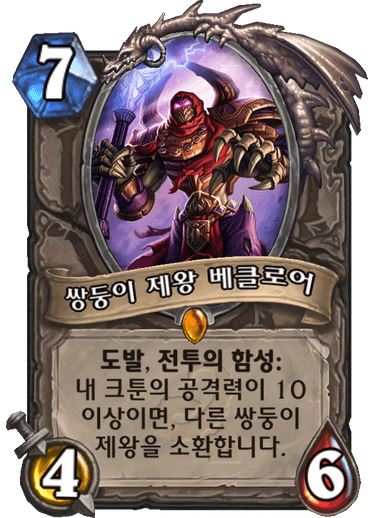 7
쌍둥이 제왕 베클로어
도발, 전투의 함성:
내 크툰의 공격력이 10
이상이면, 다른 쌍둥이
제왕을 소환합니다.
4
6